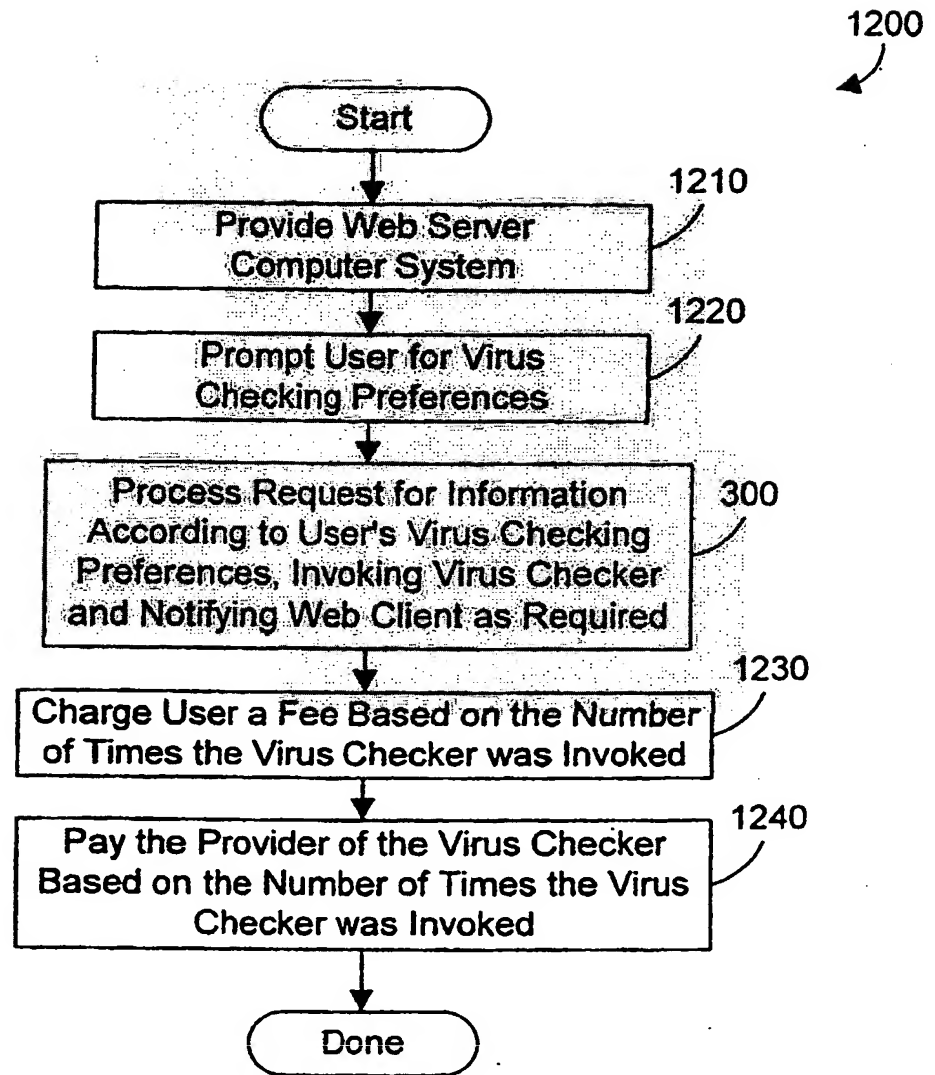 1200
Start
1210
Provide Web Server
Computer System
1220
Prompt User for Virus
Checking Preferences
300
Process Request for Information
According to User's Virus Checking
Preferences, Invoking Virus Checker
and Notifying Web Client as Required
1230
Charge User a Fee Based on the Number
of Times the Virus Checker was Invoked
1240
Pay the Provider of the Virus Checker
Based on the Number of Times the Virus
Checker was Invoked
Done